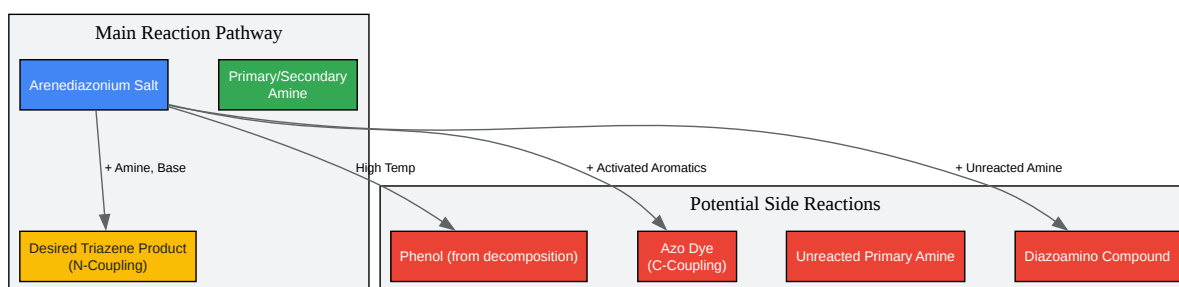 Main Reaction Pathway
Arenediazonium Salt
Primary/Secondary
Amine
+ Amine, Base
High Temp
+ Activated Aromatics
+ Unreacted Amine
Potential Side Reactions
Desired Triazene Product
(N-Coupling)
Phenol (from decomposition)
Azo Dye
(C-Coupling)
Unreacted Primary Amine
Diazoamino Compound